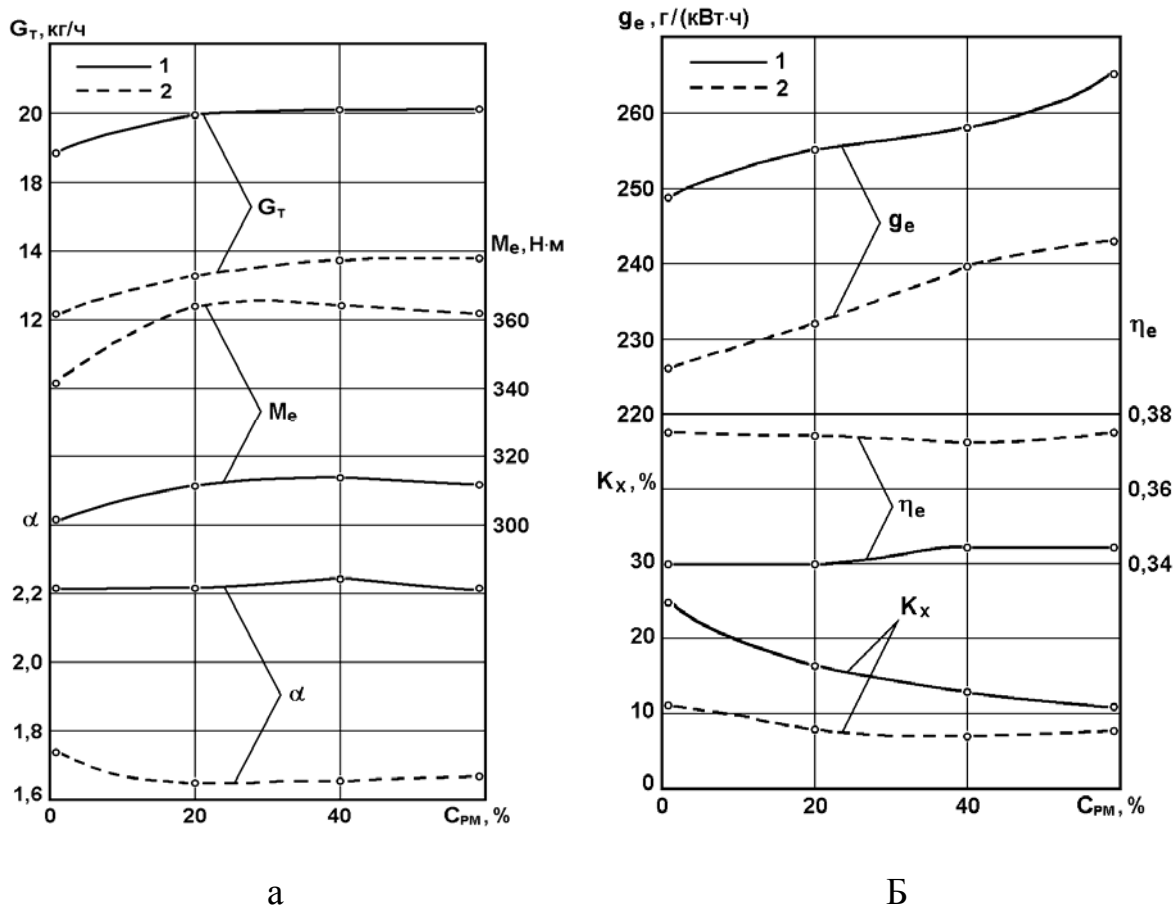 Gт, кг/ч
1
2
20
18
16
14
12
Gт
Mе, Н·м
360
340
320
300
Mе
α
2,2
2,0
1,8
1,6
α
0
20
40
Cрм, %
а
gе, г/(кВт·ч)
1
2
260
250
240
230
220
gе
ηе
0,38
0,36
0,34
ηе
Kх, %
30
20
10
0
Kх
0
20
40
Cрм, %
Б